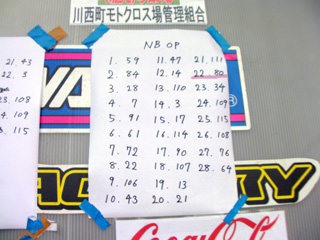 川西町モトクロス場管理組合
NB OP
1. 59 11. 47 21. 111
2. 84 12. 14 22. 80
3. 28 13. 110 23. 34
4. 7 14. 3 24. 109
5. 91 15. 17 25. 115
6. 61 16. 114 26. 108
7. 72 17. 90 27. 76
8. 22 18. 107 28. 64
9. 106 19. 13
10. 43 20. 21
21. 43
22. 3
23. 108
24. 109
25. 115
Coca-Cola